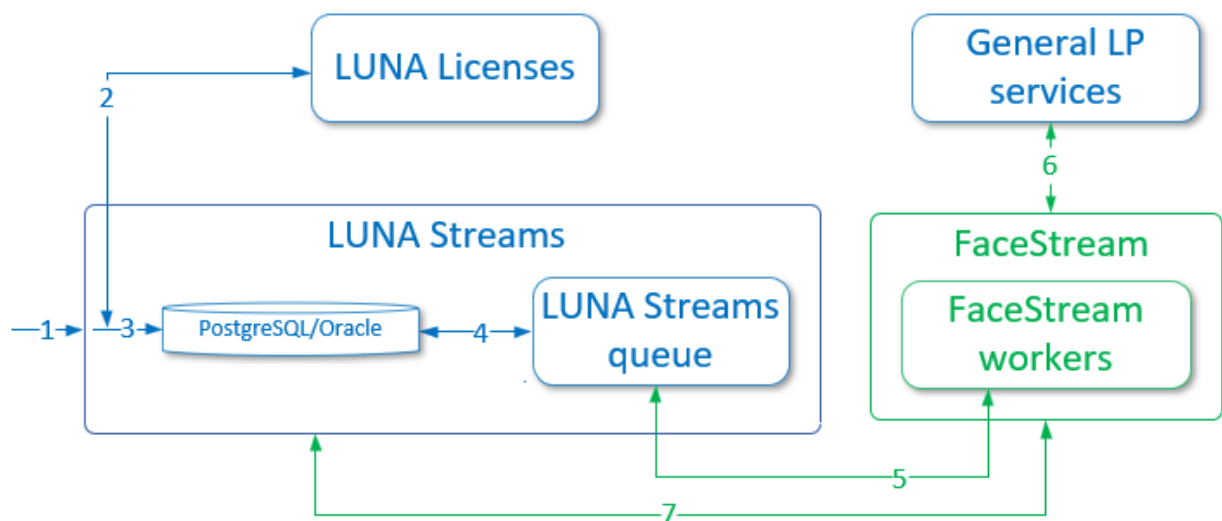 LUNA Licenses
General LP
services
2
6
LUNA Streams
FaceStream
LUNA Streams
queue
FaceStream
workers
1
3
PostgreSQL/Oracle
4
5
7